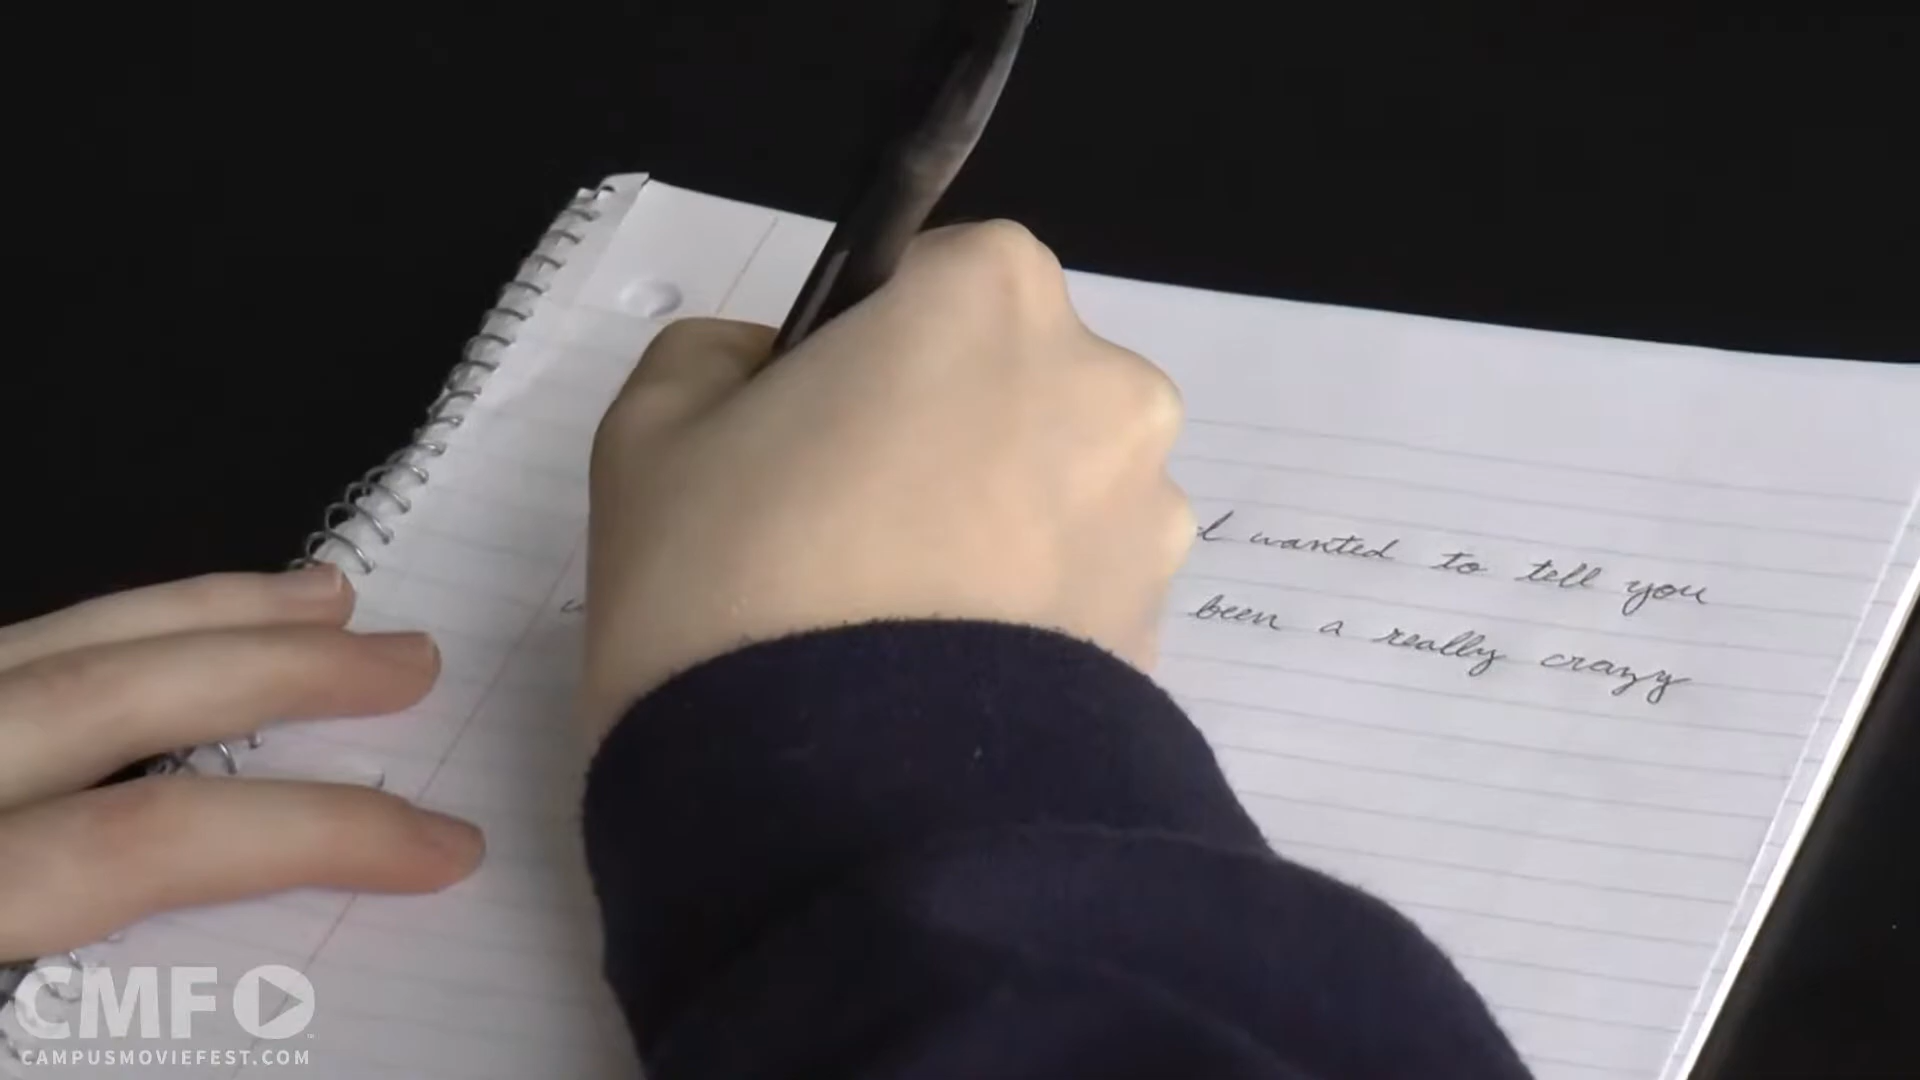 wanted to tell you
been a really crazy
CMF
CAMPUSMOVIEFEST.COM